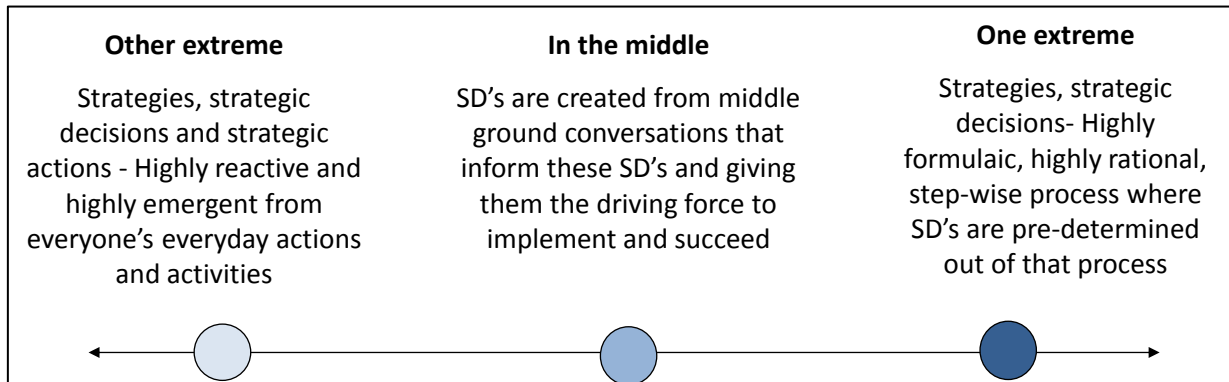 Other extreme
Strategies, strategic
decisions and strategic
actions - Highly reactive and
highly emergent from
everyone's everyday actions
and activities
In the middle
SD's are created from middle
ground conversations that
inform these SD's and giving
them the driving force to
implement and succeed
One extreme
Strategies, strategic
decisions- Highly
formulaic, highly rational,
step-wise process where
SD's are pre-determined
out of that process